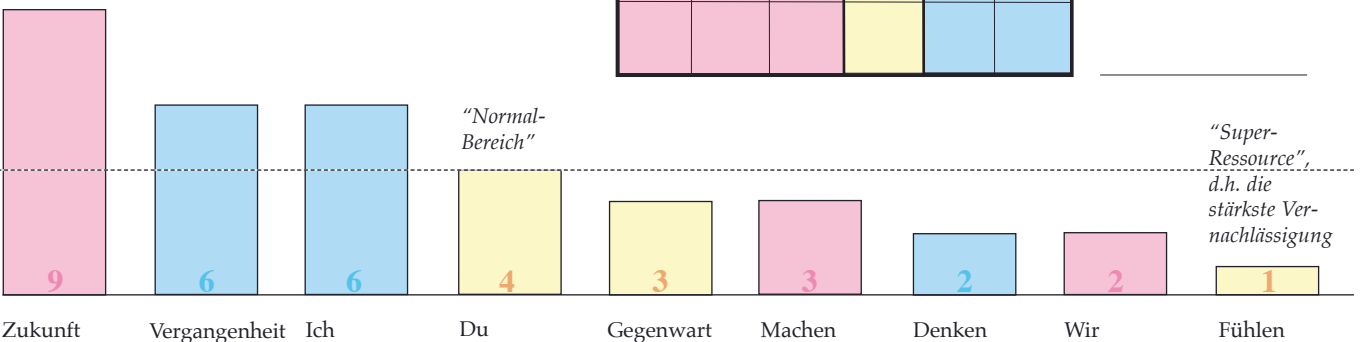 “Normal-
Bereich”
“Super-
Ressource”,
d.h. die
stärkste Ver-
nachlässigung
9 6 6 4 3 3 2 2 1
Zukunft Vergangenheit Ich Du Gegenwart Machen Denken Wir Fühlen